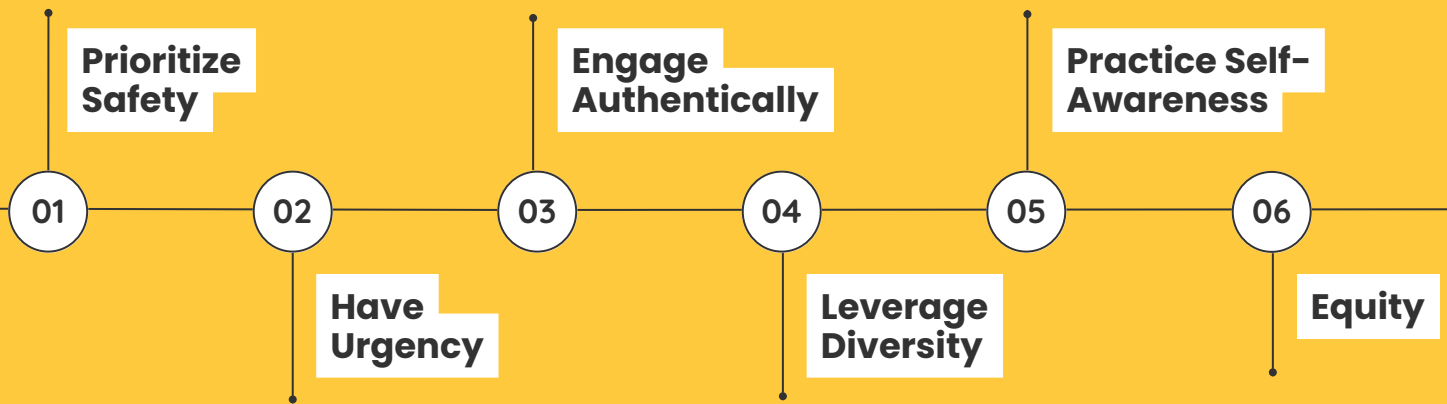 Prioritize
Safety
Engage
Authentically
Practice Self-
Awareness
01
02
03
04
05
06
Have
Urgency
Leverage
Diversity
Equity